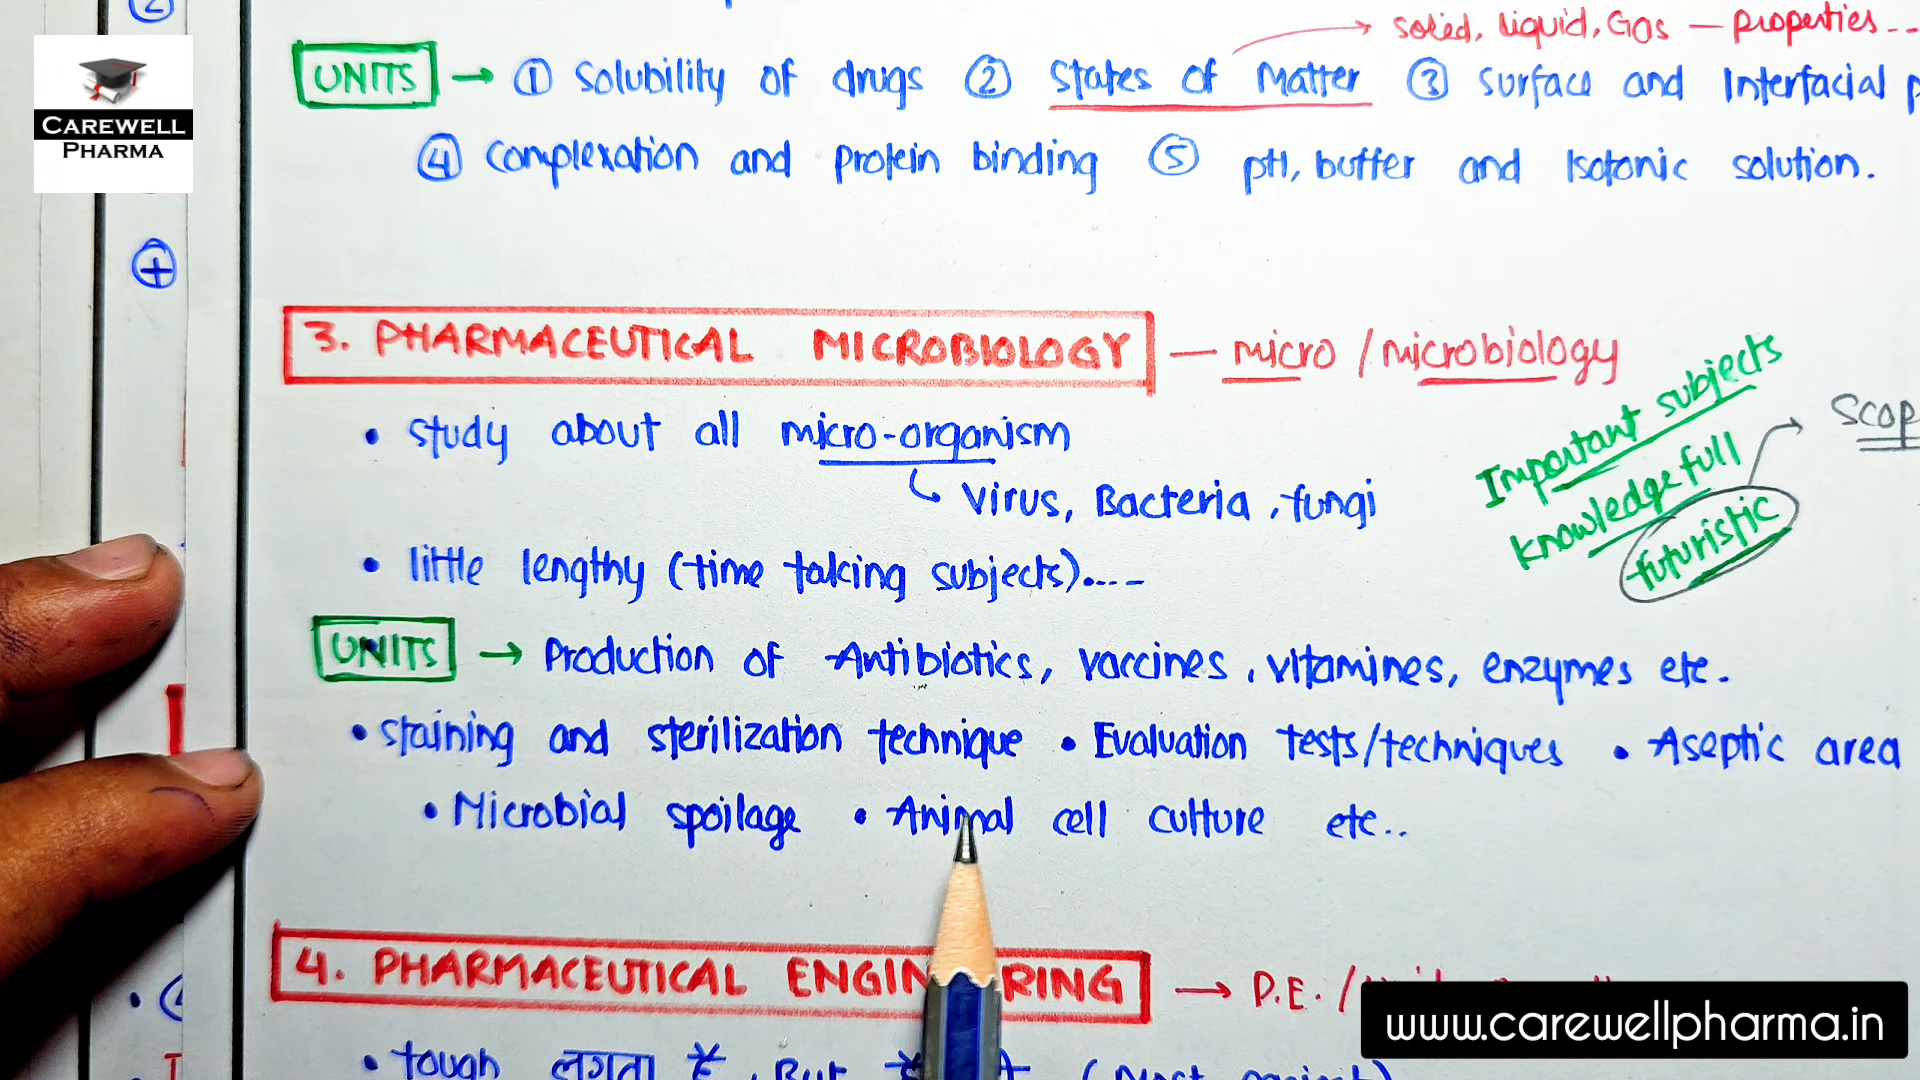 ②
solid, liquid, Gas — properties...
UNITS → ① Solubility of drugs ② States of Matter ③ Surface and Interfacial
④ Complexation and protein binding ⑤ pH, buffer and Isotonic solution.
CAREWELL
PHARMA
3. PHARMACEUTICAL MICROBIOLOGY — micro / microbiology
• study about all micro-organism
Virus, Bacteria, fungi
Important subjects
knowledge full
futuristic
• little lengthy (time taking subjects)....
UNITS → Production of Antibiotics, vaccines, vitamines, enzymes etc.
• Staining and sterilization technique • Evaluation tests/techniques • Aseptic area
• Microbial spoilage • Animal cell culture etc..
4. PHARMACEUTICAL → P.E. /
www.carewellpharma.in
• tough लगता है, But